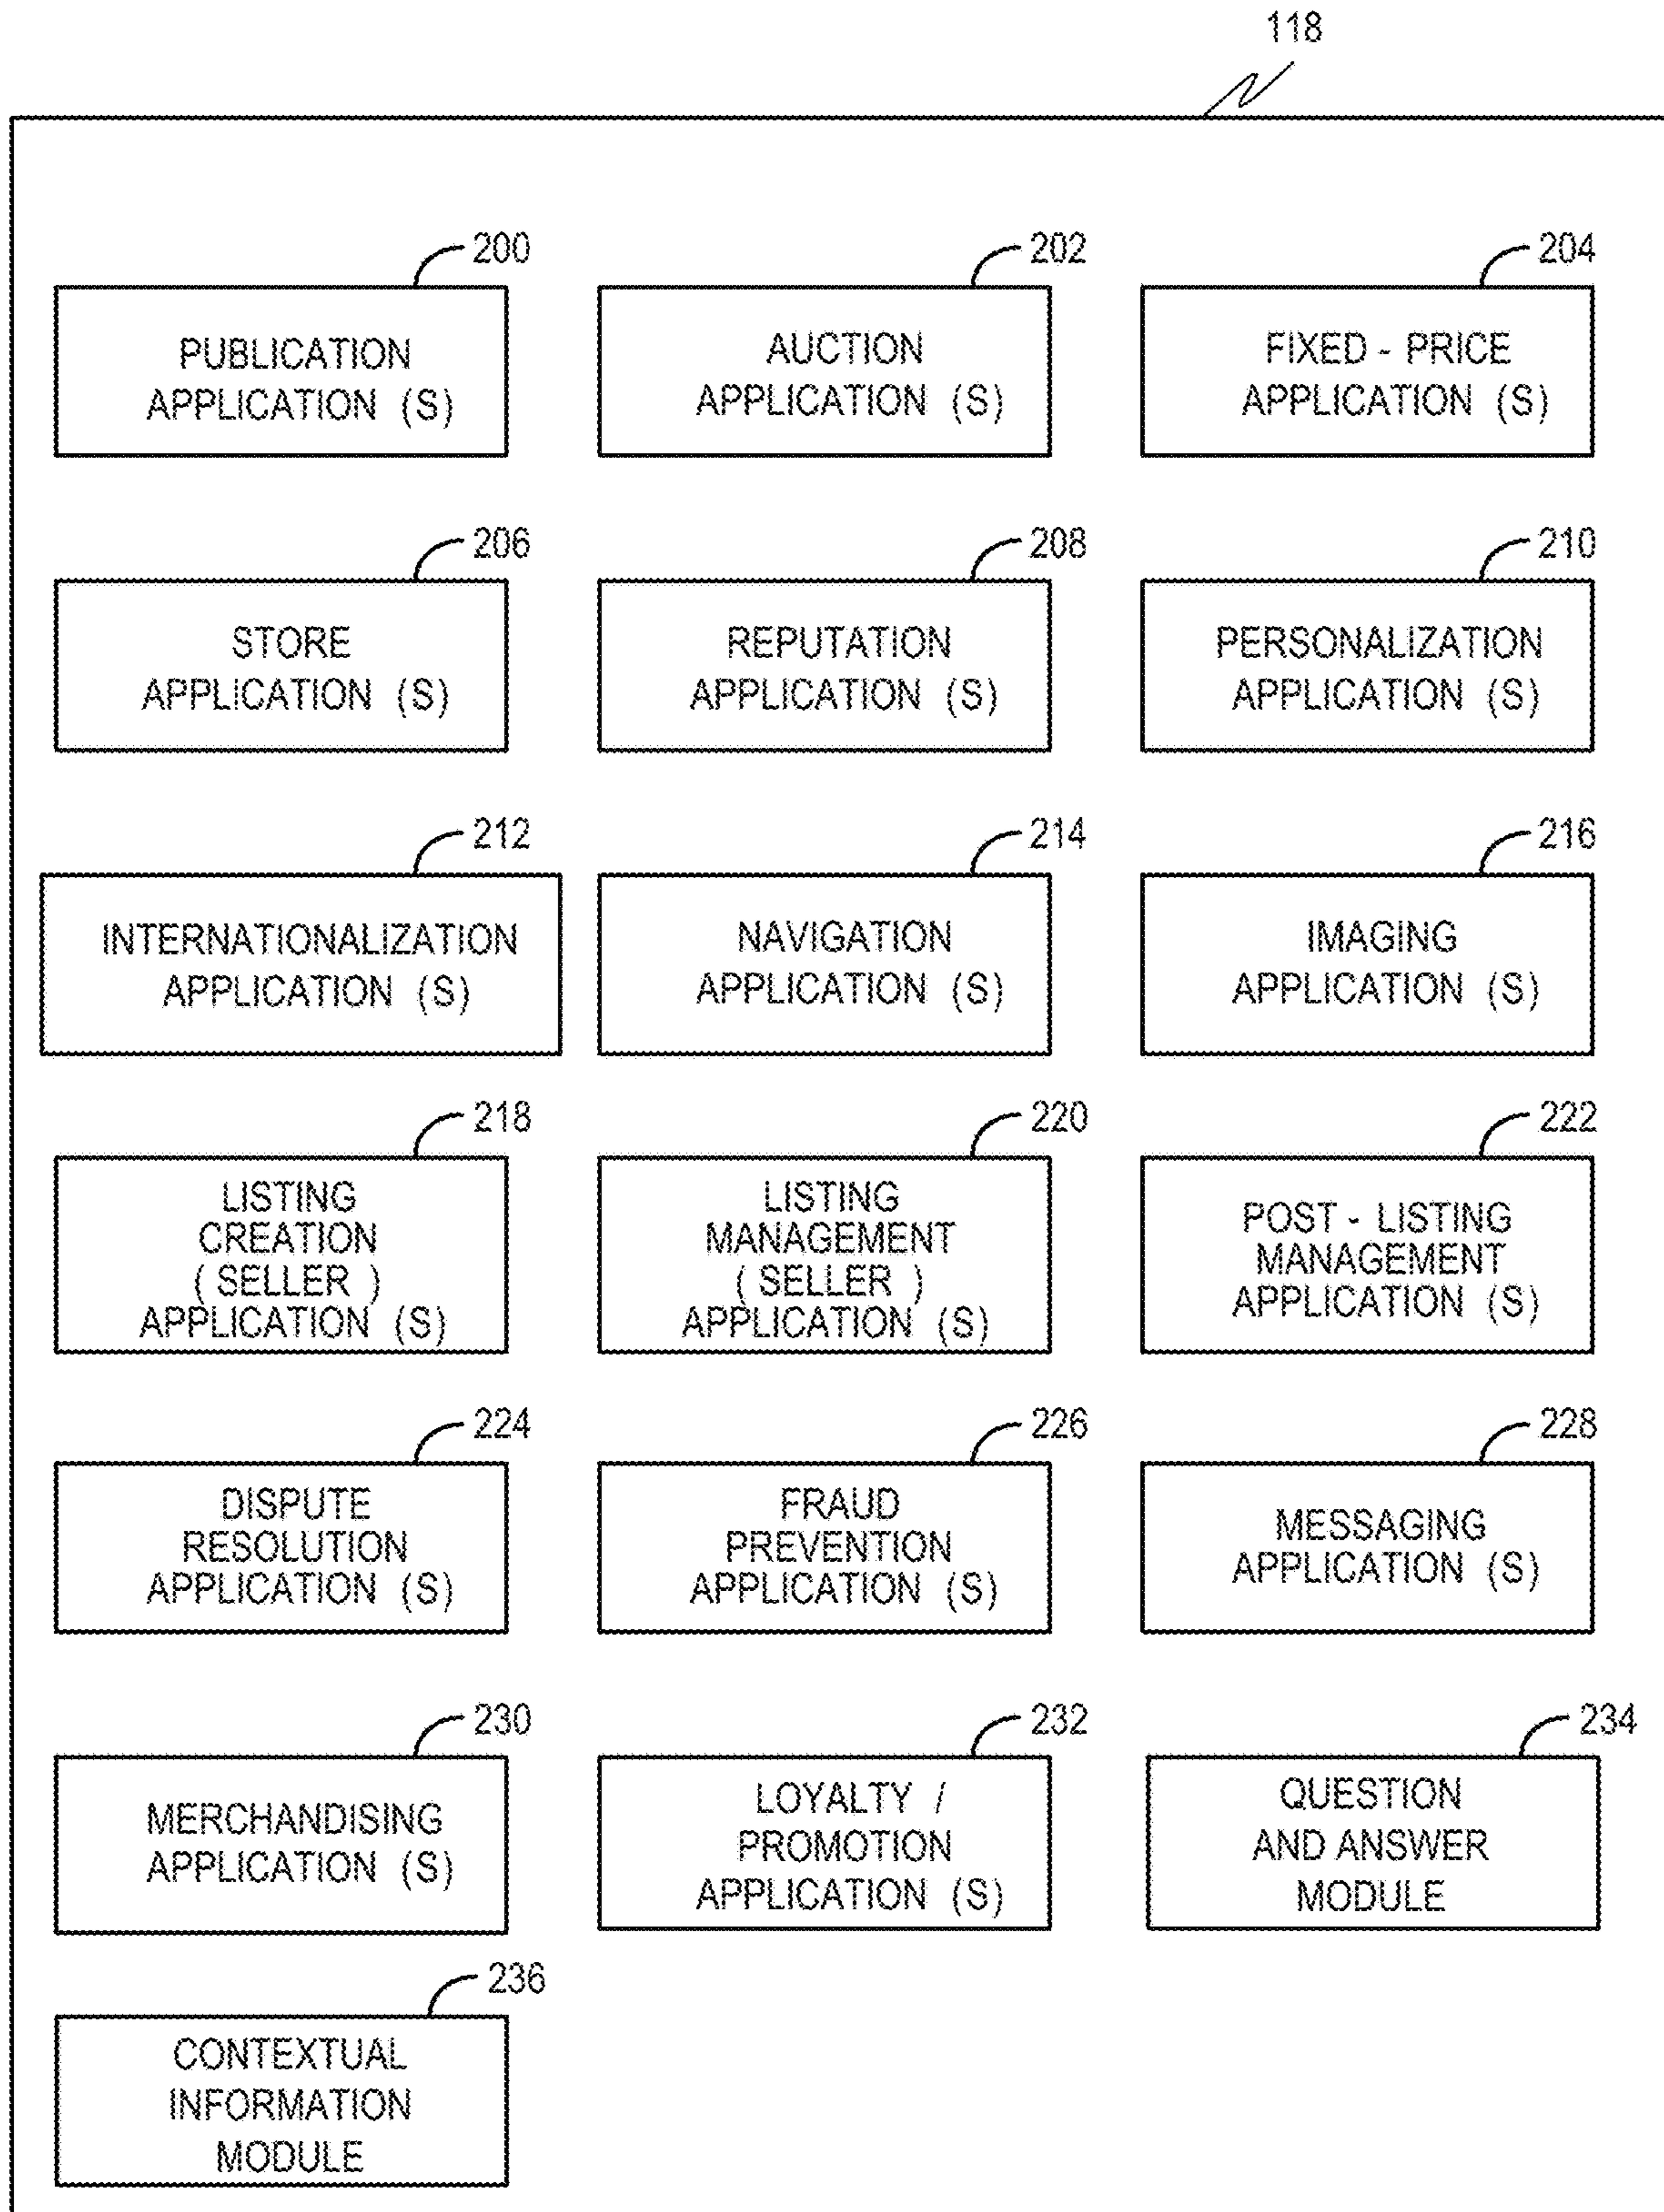 118
200
PUBLICATION
APPLICATION (S)
202
AUCTION
APPLICATION (S)
204
FIXED - PRICE
APPLICATION (S)
206
STORE
APPLICATION (S)
208
REPUTATION
APPLICATION (S)
210
PERSONALIZATION
APPLICATION (S)
212
INTERNATIONALIZATION
APPLICATION (S)
214
NAVIGATION
APPLICATION (S)
216
IMAGING
APPLICATION (S)
218
LISTING
CREATION
( SELLER )
APPLICATION (S)
220
LISTING
MANAGEMENT
( SELLER )
APPLICATION (S)
222
POST - LISTING
MANAGEMENT
APPLICATION (S)
224
DISPUTE
RESOLUTION
APPLICATION (S)
226
FRAUD
PREVENTION
APPLICATION (S)
228
MESSAGING
APPLICATION (S)
230
MERCHANDISING
APPLICATION (S)
232
LOYALTY /
PROMOTION
APPLICATION (S)
234
QUESTION
AND ANSWER
MODULE
236
CONTEXTUAL
INFORMATION
MODULE